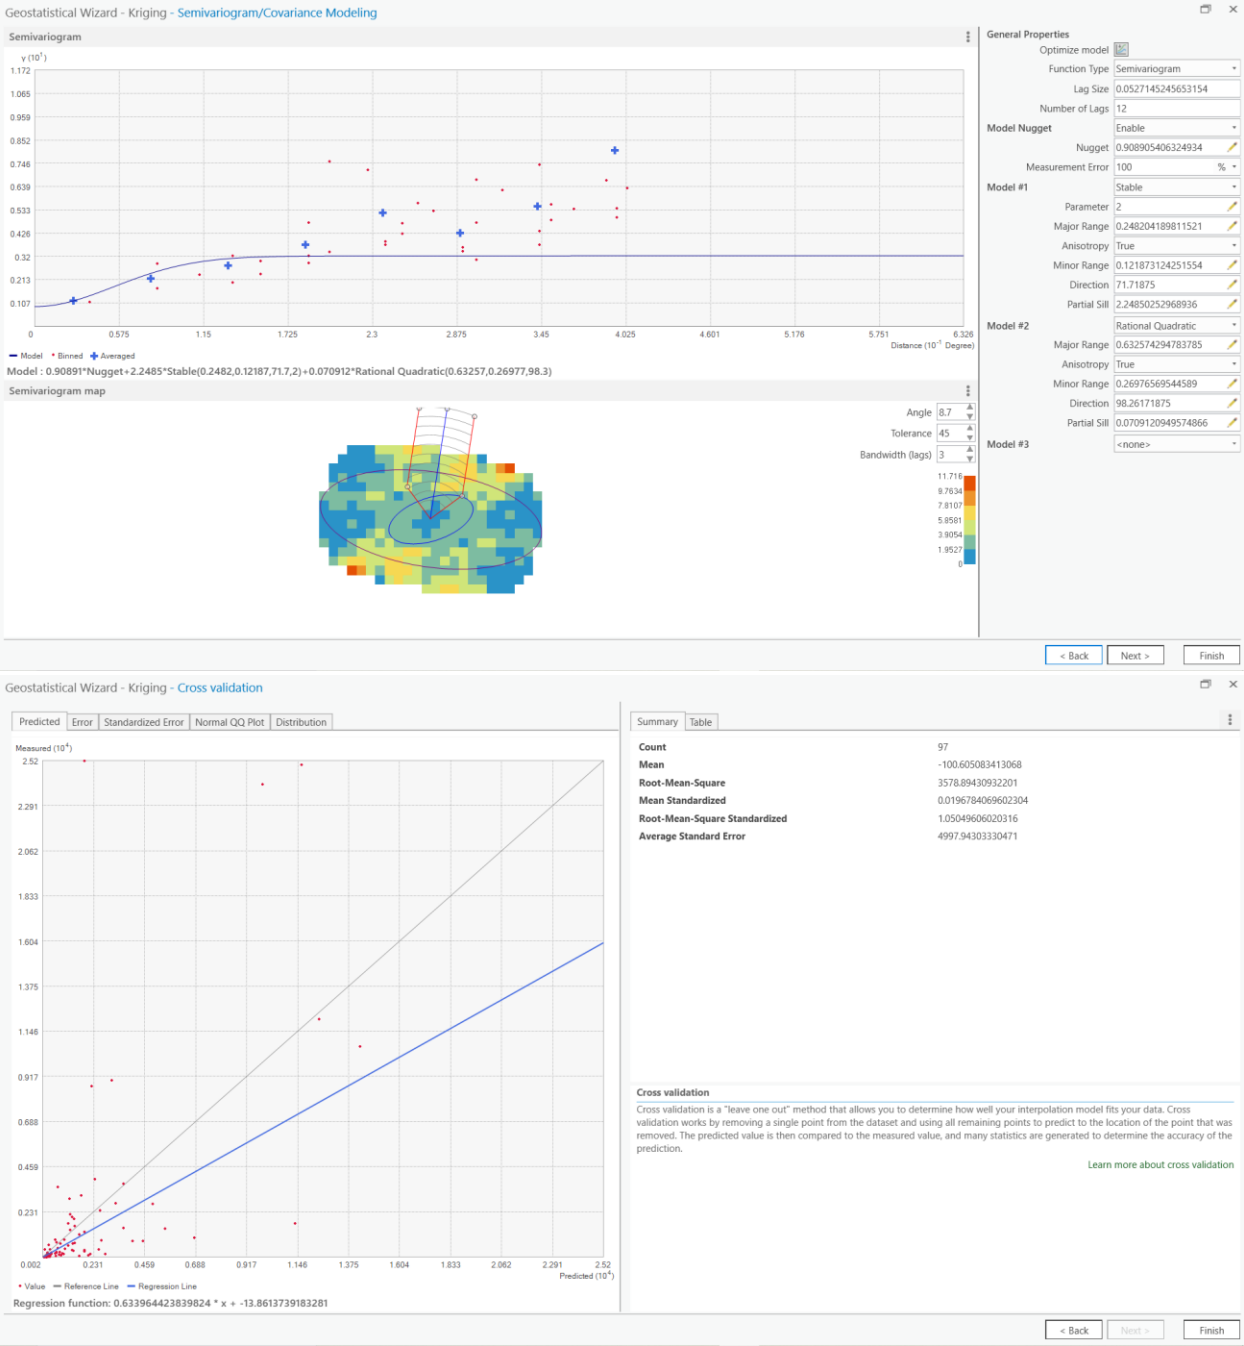 Geostatistical Wizard - Kriging - Semivariogram/Covariance Modeling
Semivariogram
γ (10¹)
1.172
1.065
0.959
0.852
0.746
0.639
0.533
0.426
0.32
0.213
0.107
0 0.575 1.15 1.725 2.3 2.875 3.45 4.025 4.601 5.176 5.751 6.326
Distance (10⁻¹ Degree)
Model Binned Averaged
Model : 0.90891*Nugget+2.2485*Stable(0.2482,0.12187,71.7,2)+0.070912*Rational Quadratic(0.63257,0.26977,98.3)
Semivariogram map
Angle 8.7
Tolerance 45
Bandwidth (lags) 3
11.716
9.7634
7.8107
5.8581
3.9054
1.9527
0
General Properties
Optimize model
Function Type Semivariogram
Lag Size 0.0527145245653154
Number of Lags 12
Model Nugget Enable
Nugget 0.908905406324934
Measurement Error 100 %
Model #1 Stable
Parameter 2
Major Range 0.248204189811521
Anisotropy True
Minor Range 0.121873124251554
Direction 71.71875
Partial Sill 2.24850252968936
Model #2 Rational Quadratic
Major Range 0.632574294783785
Anisotropy True
Minor Range 0.26976569544589
Direction 98.26171875
Partial Sill 0.0709120949574866
Model #3 <none>
< Back Next > Finish
Geostatistical Wizard - Kriging - Cross validation
Predicted Error Standardized Error Normal QQ Plot Distribution
Measured (10⁴)
2.52
2.291
2.062
1.833
1.604
1.375
1.146
0.917
0.688
0.459
0.231
0.002 0.231 0.459 0.688 0.917 1.146 1.375 1.604 1.833 2.062 2.291 2.52
Predicted (10⁴)
Value Reference Line Regression Line
Regression function: 0.633964423839824 * x + -13.8613739183281
Summary Table
Count 97
Mean -100.605083413068
Root-Mean-Square 3578.89430932201
Mean Standardized 0.0196784069602304
Root-Mean-Square Standardized 1.05049606020316
Average Standard Error 4997.94303330471
Cross validation
Cross validation is a "leave one out" method that allows you to determine how well your interpolation model fits your data. Cross
validation works by removing a single point from the dataset and using all remaining points to predict to the location of the point that was
removed. The predicted value is then compared to the measured value, and many statistics are generated to determine the accuracy of the
prediction.
Learn more about cross validation
< Back Next > Finish